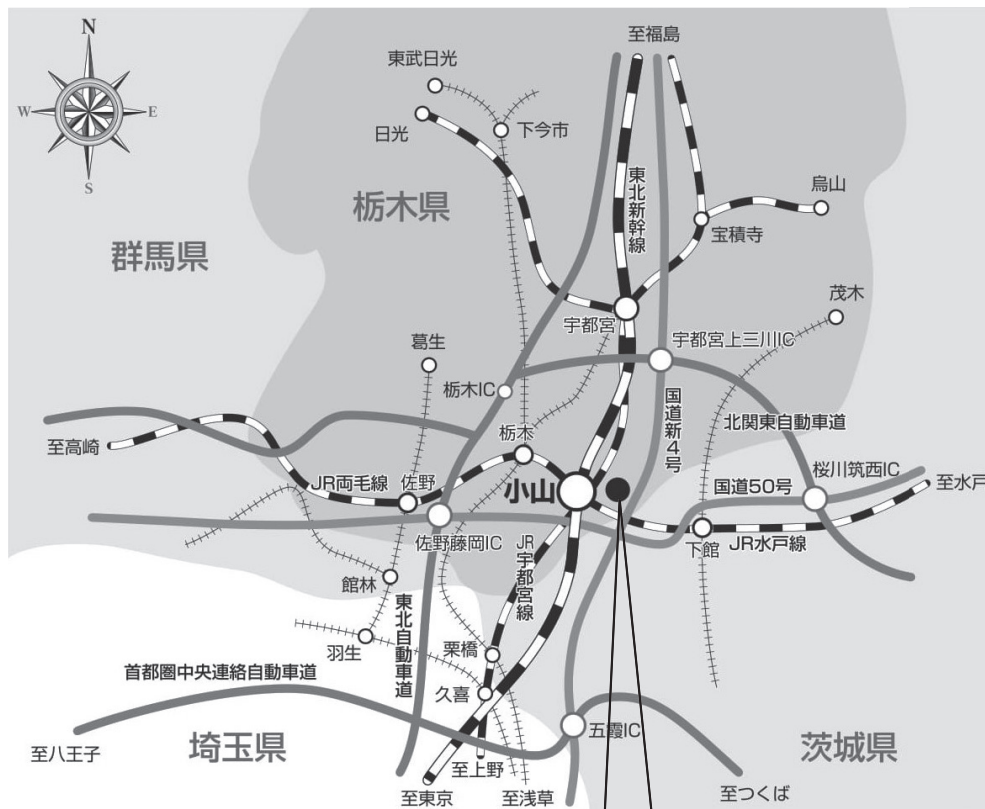 N
W
E
S
至福島
東武日光
日光
下今市
栃木県
群馬県
東北新幹線
烏山
宝積寺
茂木
宇都宮
宇都宮上三川IC
葛生
栃木IC
国道新4号
北関東自動車道
至高崎
栃木
JR両毛線
佐野
小山
国道50号
桜川筑西IC
至水戸
佐野藤岡IC
JR宇都宮線
下館
JR水戸線
館林
東北自動車道
羽生
栗橋
首都圏中央連絡自動車道
久喜
埼玉県
五霞IC
茨城県
至八王子
至上野
至東京
至浅草
至つくば